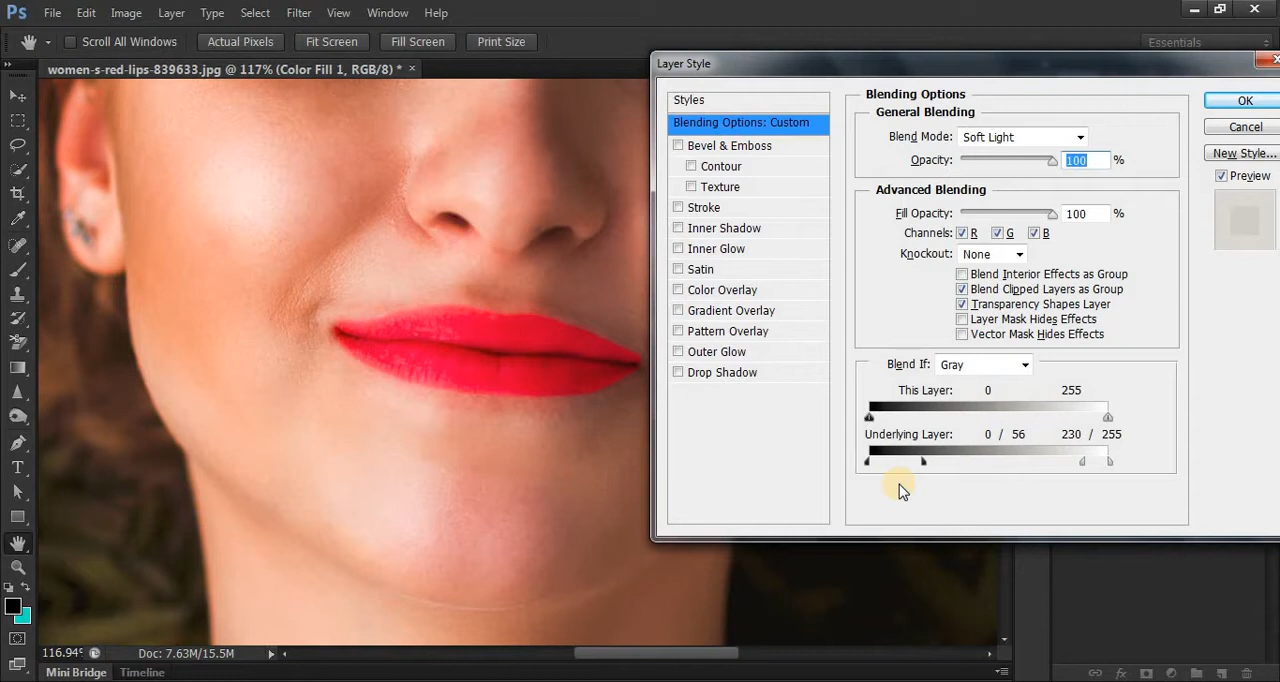 Ps File Edit Image Layer Type Select Filter View Window Help
Scroll All Windows Actual Pixels Fit Screen Fill Screen Print Size Essentials
women-s-red-lips-839633.jpg @ 117% (Color Fill 1, RGB/8) * ×
Layer Style
Styles
Blending Options: Custom
Bevel & Emboss
Contour
Texture
Stroke
Inner Shadow
Inner Glow
Satin
Color Overlay
Gradient Overlay
Pattern Overlay
Outer Glow
Drop Shadow
Blending Options
General Blending
Blend Mode: Soft Light
Opacity: 100 %
Advanced Blending
Fill Opacity: 100 %
Channels: R G B
Knockout: None
Blend Interior Effects as Group
Blend Clipped Layers as Group
Transparency Shapes Layer
Layer Mask Hides Effects
Vector Mask Hides Effects
Blend If: Gray
This Layer: 0 255
Underlying Layer: 0 / 56 230 / 255
OK
Cancel
New Style...
Preview
116.94% Doc: 7.63M/15.5M
Mini Bridge Timeline
fx